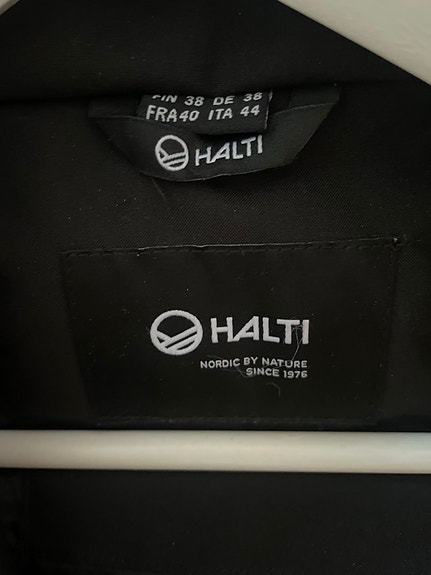 FIN 38 DE 38
FRA40 ITA 44
HALTI
HALTI
NORDIC BY NATURE
SINCE 1976